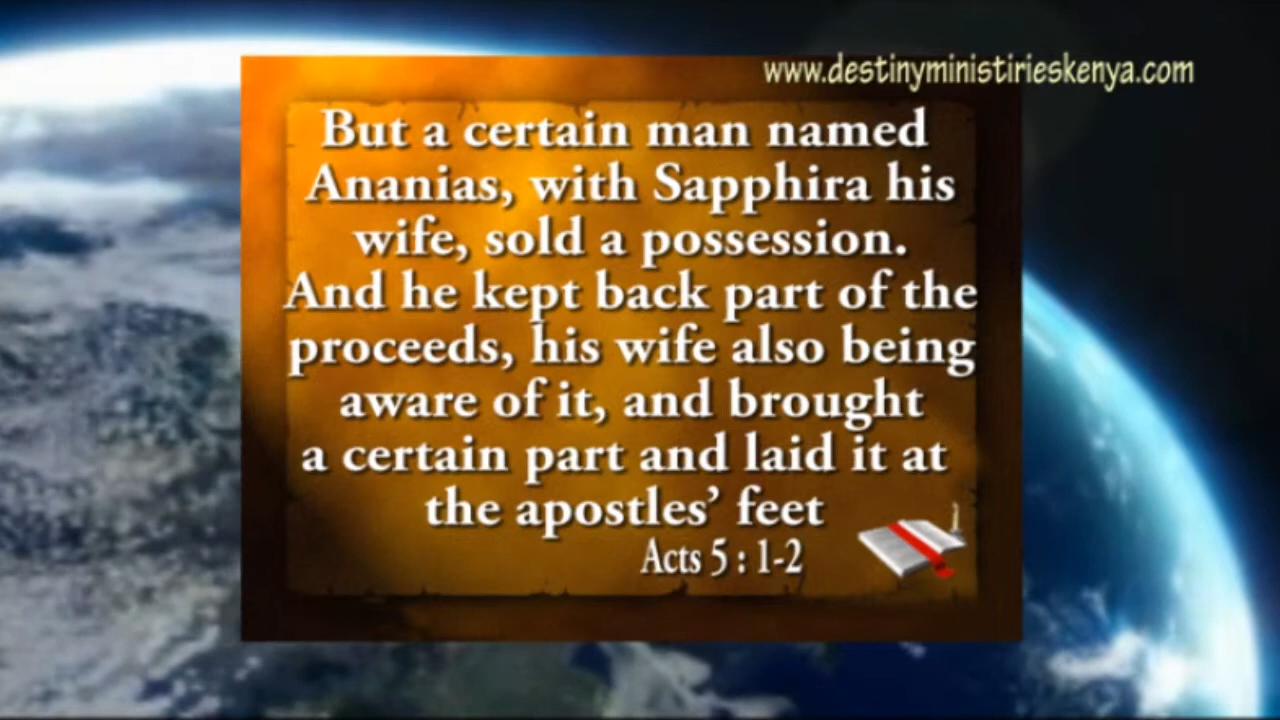 www.destinyministirieskenya.com
But a certain man named
Ananias, with Sapphira his
wife, sold a possession.
And he kept back part of the
proceeds, his wife also being
aware of it, and brought
a certain part and laid it at
the apostles’ feet
Acts 5 : 1-2